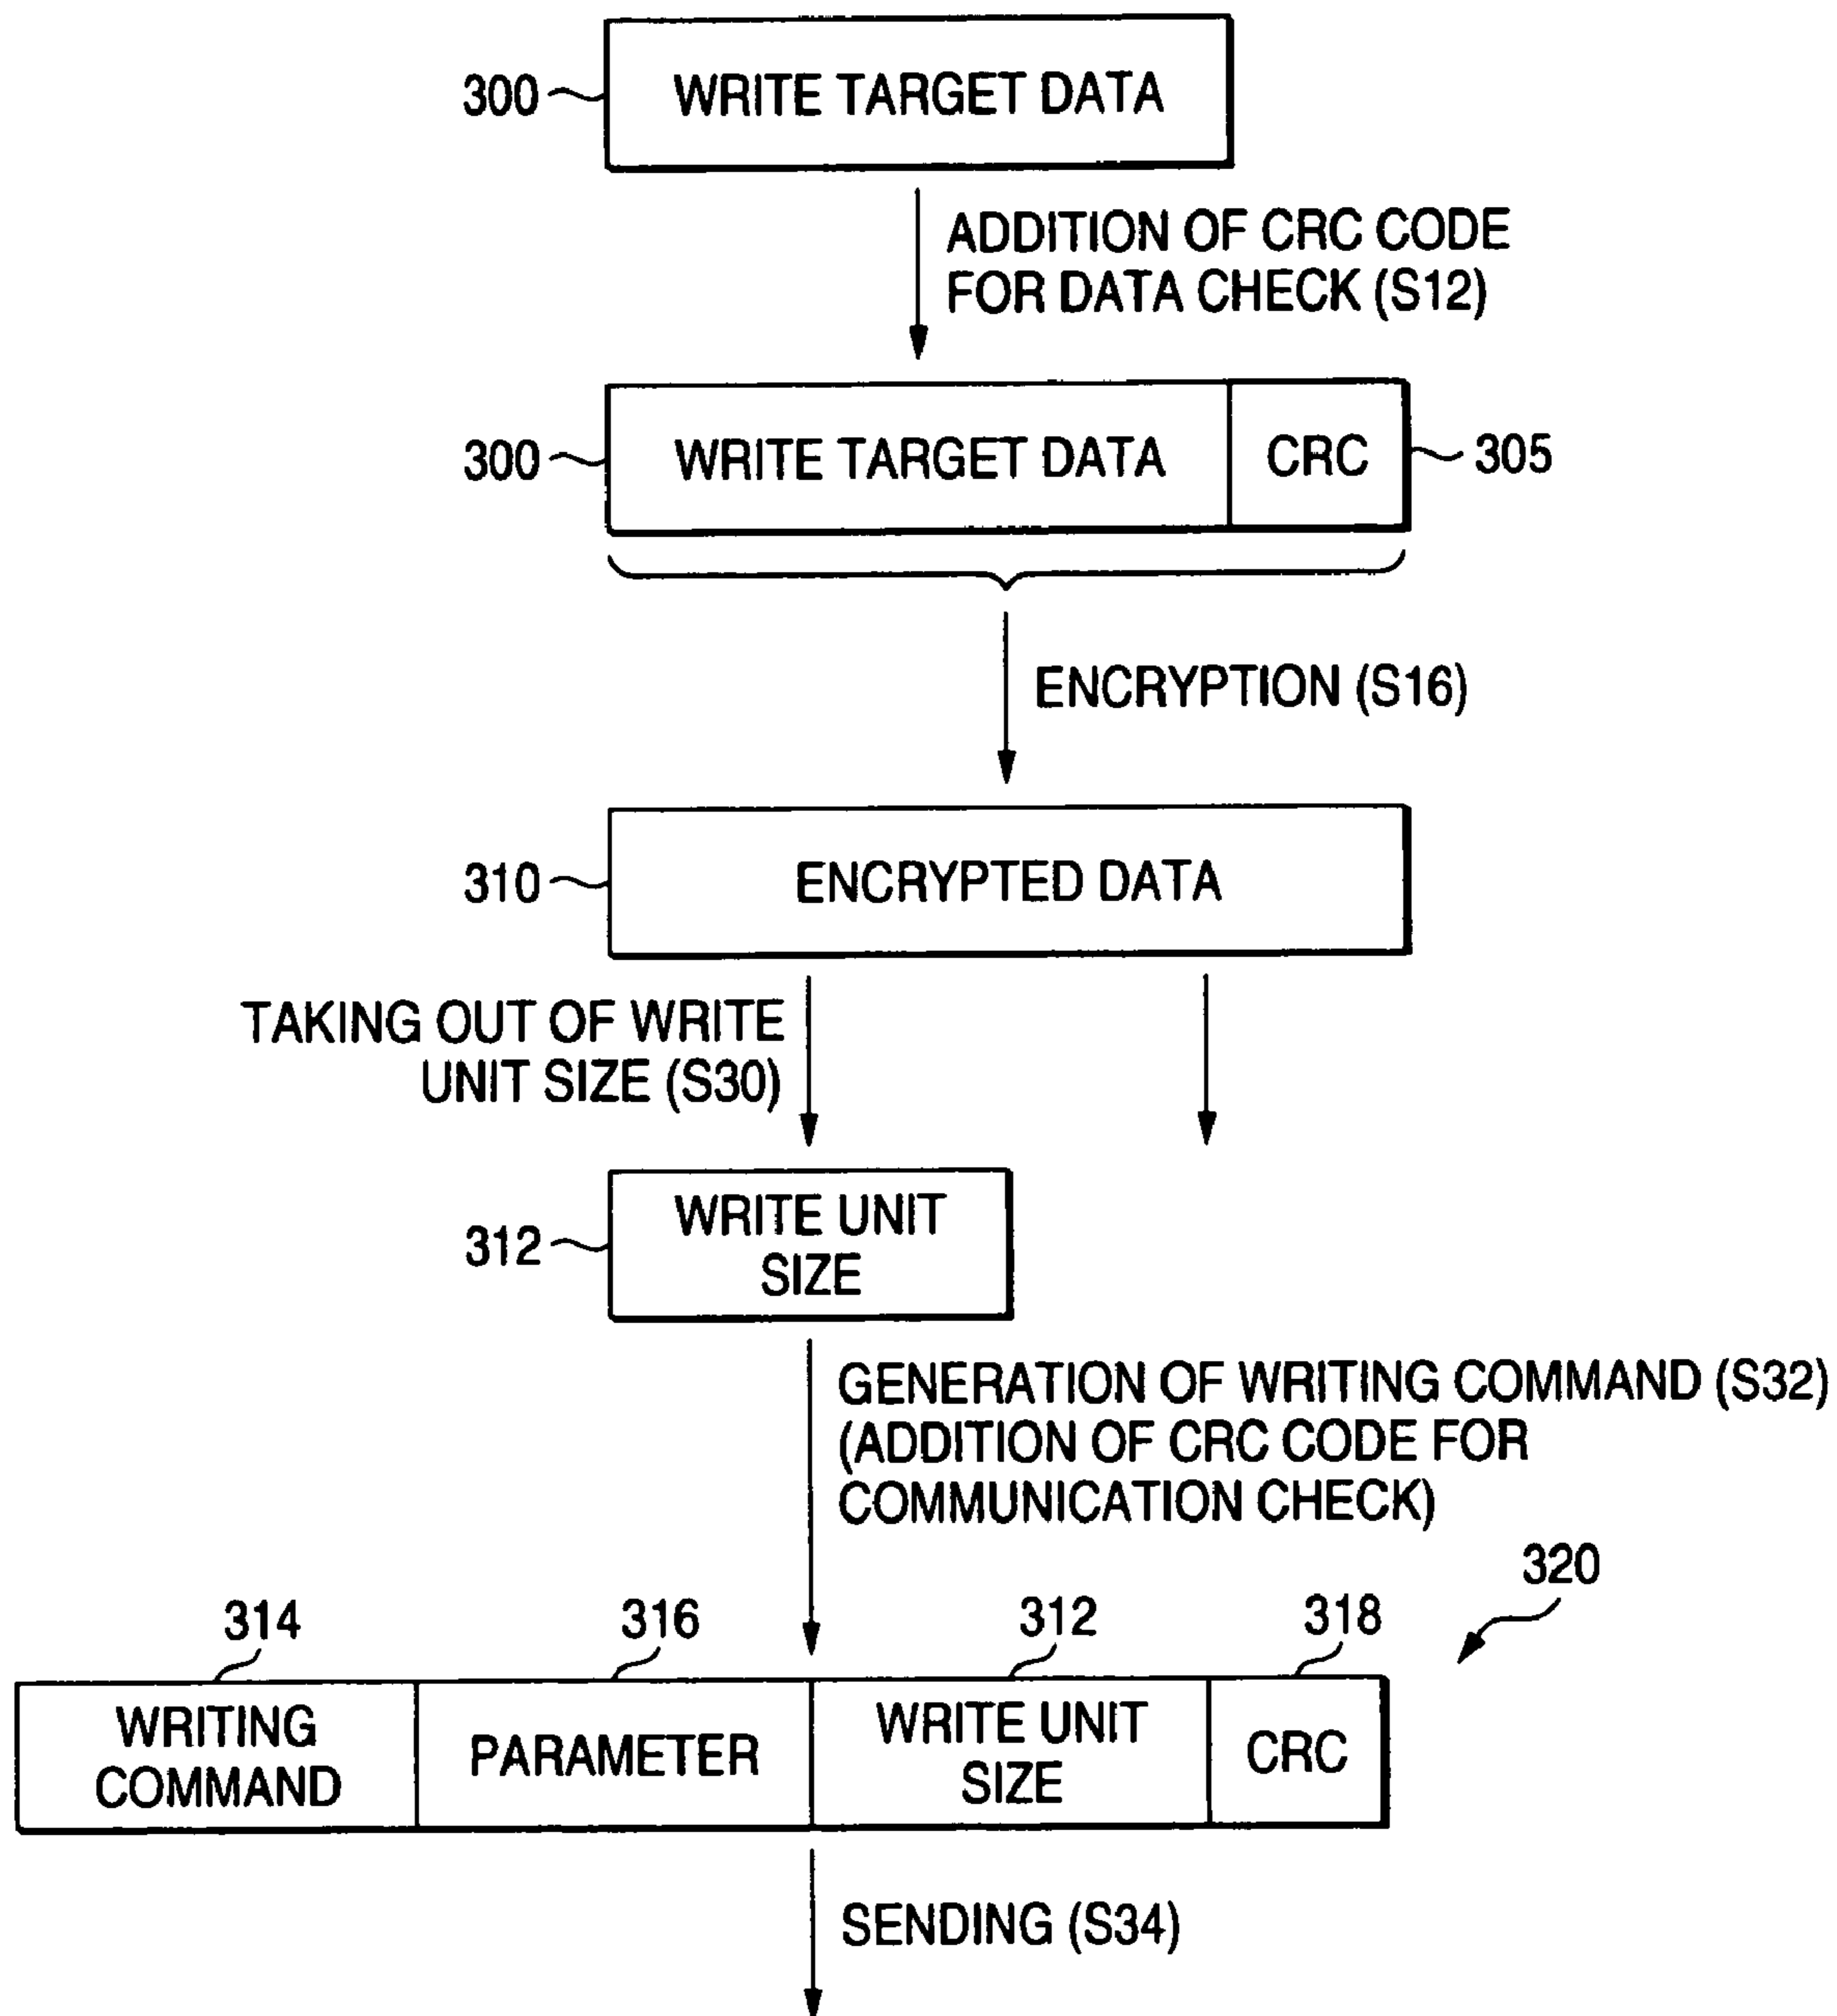 300 WRITE TARGET DATA
ADDITION OF CRC CODE
FOR DATA CHECK (S12)
300 WRITE TARGET DATA CRC 305
ENCRYPTION (S16)
310 ENCRYPTED DATA
TAKING OUT OF WRITE
UNIT SIZE (S30)
312 WRITE UNIT
SIZE
GENERATION OF WRITING COMMAND (S32)
(ADDITION OF CRC CODE FOR
COMMUNICATION CHECK)
320
314 316 312 318
WRITING
COMMAND
PARAMETER
WRITE UNIT
SIZE
CRC
SENDING (S34)